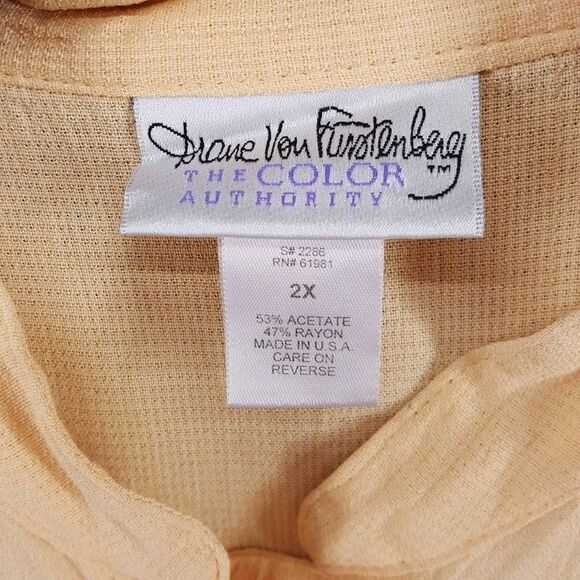 Diane Von Fürstenberg
THE COLOR ™
AUTHORITY
S# 2286
RN# 61981
2X
53% ACETATE
47% RAYON
MADE IN U.S.A.
CARE ON
REVERSE